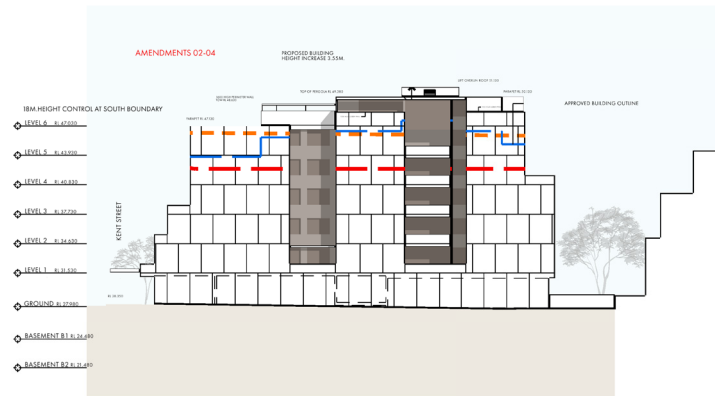 AMENDMENTS 02-04
PROPOSED BUILDING
HEIGHT INCREASE 3.55M.
APPROVED BUILDING OUTLINE
18M.HEIGHT CONTROL AT SOUTH BOUNDARY
LEVEL 6 RL 47.030
LEVEL 5 RL 43.930
LEVEL 4 RL 40.830
LEVEL 3 RL 37.730
LEVEL 2 RL 34.630
LEVEL 1 RL 31.530
KENT STREET
GROUND RL 27.980
BASEMENT B1 RL 24.480
BASEMENT B2 RL 21.480